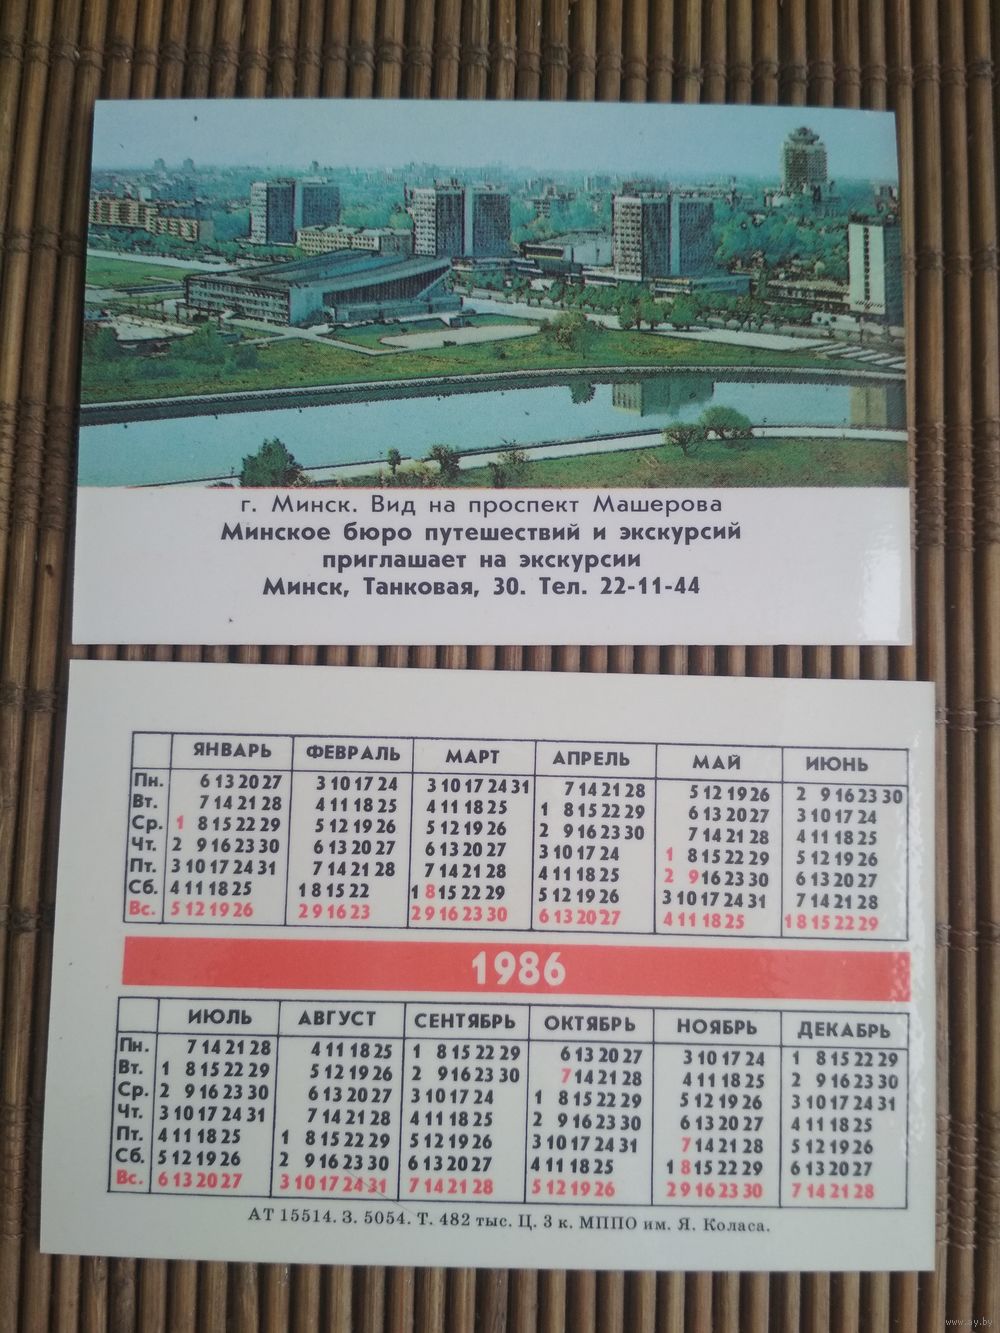 г. Минск. Вид на проспект Машерова
Минское бюро путешествий и экскурсий
приглашает на экскурсии
Минск, Танковая, 30. Тел. 22-11-44
ЯНВАРЬ ФЕВРАЛЬ МАРТ АПРЕЛЬ МАЙ ИЮНЬ
Пн. 6 13 20 27 3 10 17 24 3 10 17 24 31 7 14 21 28 5 12 19 26 2 9 16 23 30
Вт. 7 14 21 28 4 11 18 25 4 11 18 25 1 8 15 22 29 6 13 20 27 3 10 17 24
Ср. 1 8 15 22 29 5 12 19 26 5 12 19 26 2 9 16 23 30 7 14 21 28 4 11 18 25
Чт. 2 9 16 23 30 6 13 20 27 6 13 20 27 3 10 17 24 1 8 15 22 29 5 12 19 26
Пт. 3 10 17 24 31 7 14 21 28 7 14 21 28 4 11 18 25 2 9 16 23 30 6 13 20 27
Сб. 4 11 18 25 1 8 15 22 1 8 15 22 29 5 12 19 26 3 10 17 24 31 7 14 21 28
Вс. 5 12 19 26 2 9 16 23 2 9 16 23 30 6 13 20 27 4 11 18 25 1 8 15 22 29
1986
ИЮЛЬ АВГУСТ СЕНТЯБРЬ ОКТЯБРЬ НОЯБРЬ ДЕКАБРЬ
Пн. 7 14 21 28 4 11 18 25 1 8 15 22 29 6 13 20 27 3 10 17 24 1 8 15 22 29
Вт. 1 8 15 22 29 5 12 19 26 2 9 16 23 30 7 14 21 28 4 11 18 25 2 9 16 23 30
Ср. 2 9 16 23 30 6 13 20 27 3 10 17 24 1 8 15 22 29 5 12 19 26 3 10 17 24 31
Чт. 3 10 17 24 31 7 14 21 28 4 11 18 25 2 9 16 23 30 6 13 20 27 4 11 18 25
Пт. 4 11 18 25 1 8 15 22 29 5 12 19 26 3 10 17 24 31 7 14 21 28 5 12 19 26
Сб. 5 12 19 26 2 9 16 23 30 6 13 20 27 4 11 18 25 1 8 15 22 29 6 13 20 27
Вс. 6 13 20 27 3 10 17 24 31 7 14 21 28 5 12 19 26 2 9 16 23 30 7 14 21 28
АТ 15514. З. 5054. Т. 482 тыс. Ц. 3 к. МППО им. Я. Коласа.
www.ay.by